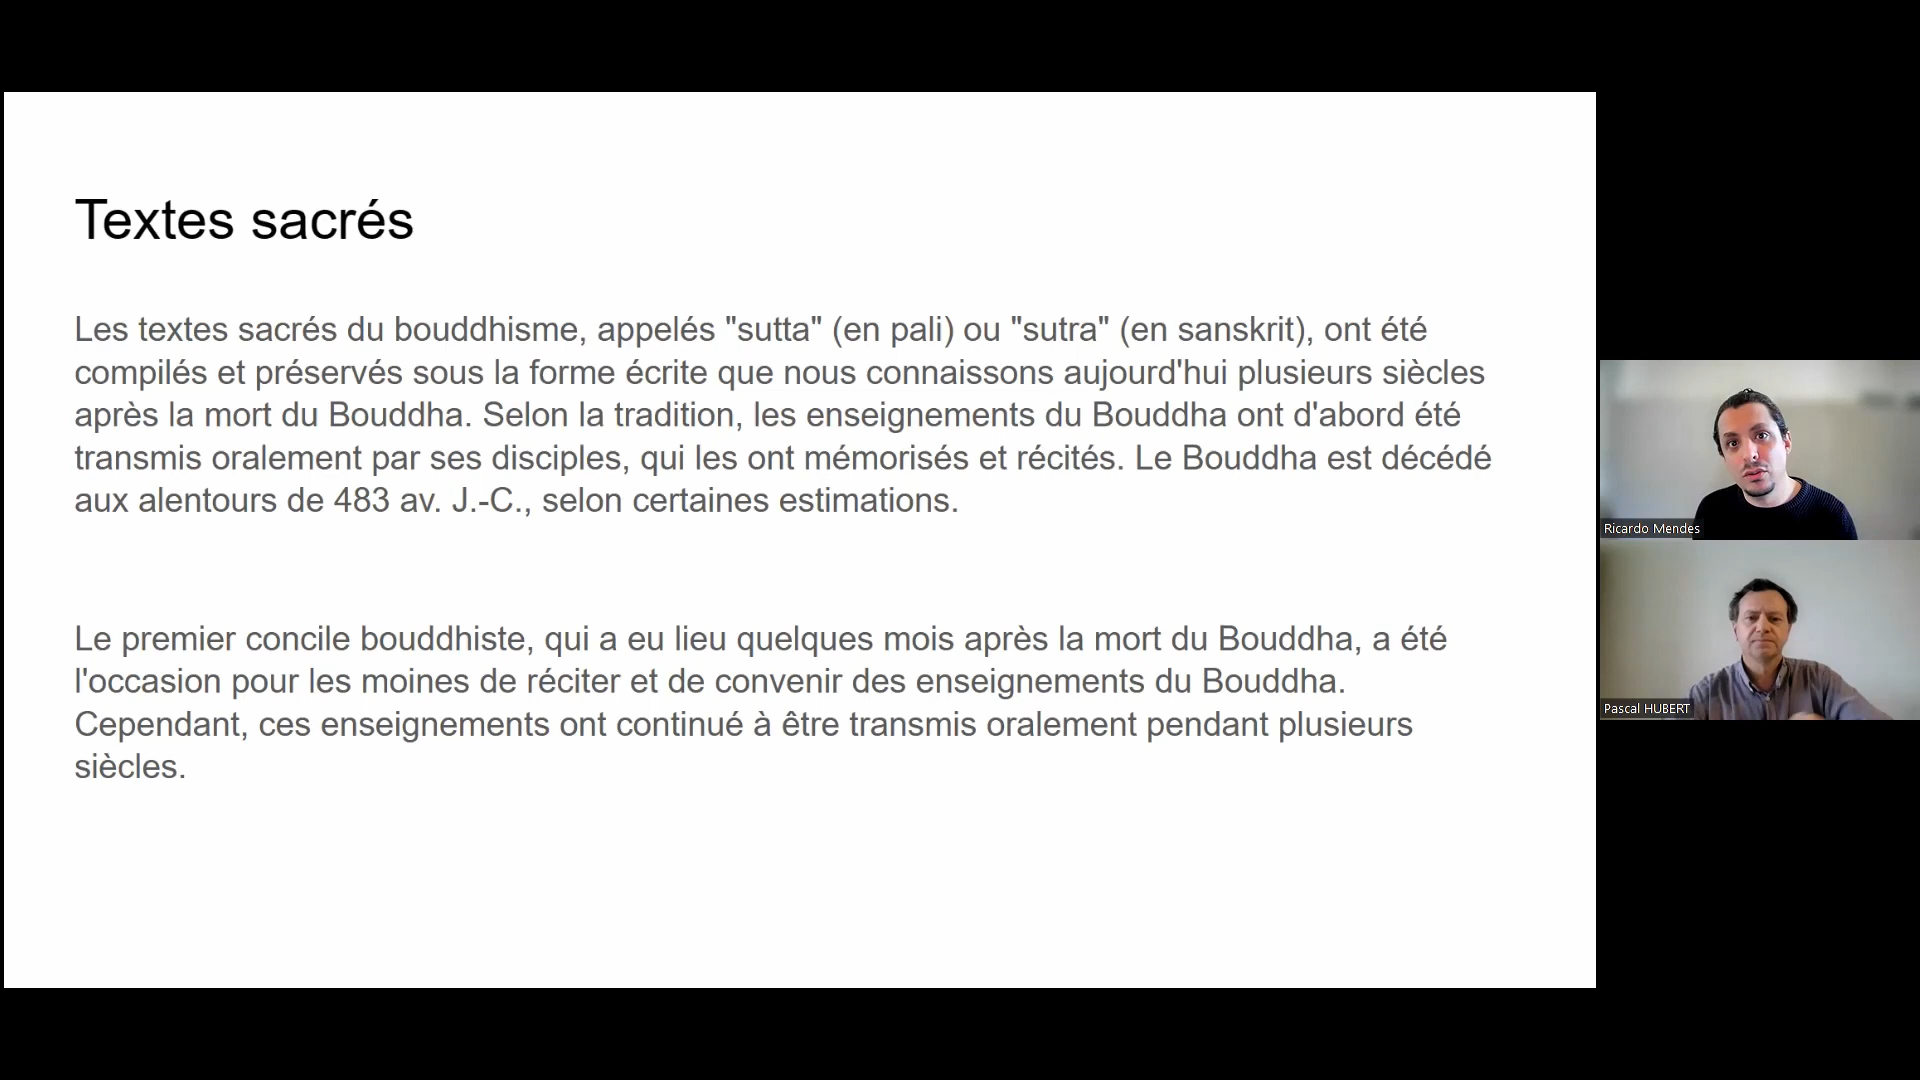 Textes sacrés
Les textes sacrés du bouddhisme, appelés "sutta" (en pali) ou "sutra" (en sanskrit), ont été
compilés et préservés sous la forme écrite que nous connaissons aujourd'hui plusieurs siècles
après la mort du Bouddha. Selon la tradition, les enseignements du Bouddha ont d'abord été
transmis oralement par ses disciples, qui les ont mémorisés et récités. Le Bouddha est décédé
aux alentours de 483 av. J.-C., selon certaines estimations.
Le premier concile bouddhiste, qui a eu lieu quelques mois après la mort du Bouddha, a été
l'occasion pour les moines de réciter et de convenir des enseignements du Bouddha.
Cependant, ces enseignements ont continué à être transmis oralement pendant plusieurs
siècles.
Ricardo Mendes
Pascal HUBERT